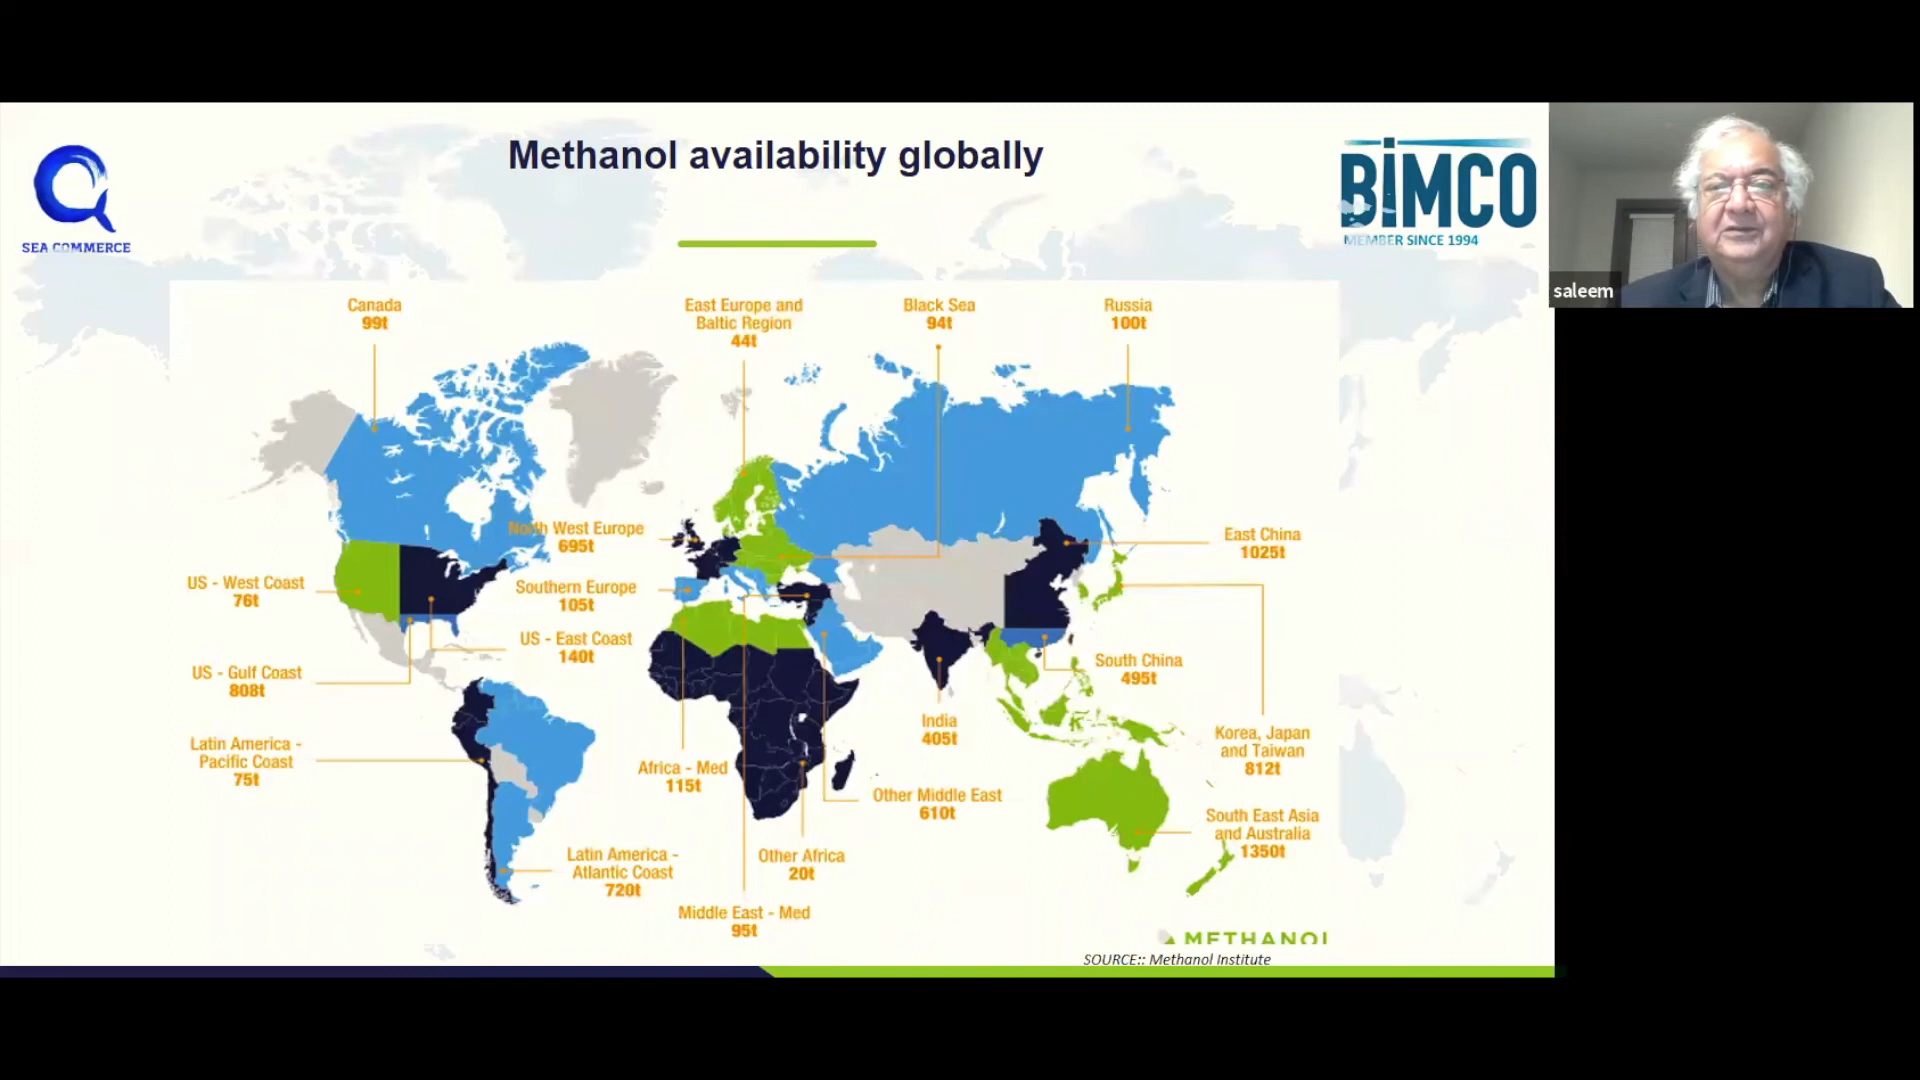 Methanol availability globally
SEA COMMERCE
BIMCO
MEMBER SINCE 1994
saleem
Canada
99t
East Europe and
Baltic Region
44t
Black Sea
94t
Russia
100t
North West Europe
695t
East China
1025t
US - West Coast
76t
Southern Europe
105t
US - East Coast
140t
US - Gulf Coast
808t
South China
495t
India
405t
Korea, Japan
and Taiwan
812t
Latin America -
Pacific Coast
75t
Africa - Med
115t
Other Middle East
610t
South East Asia
and Australia
1350t
Latin America -
Atlantic Coast
720t
Other Africa
20t
Middle East - Med
95t
METHANOL
SOURCE:: Methanol Institute